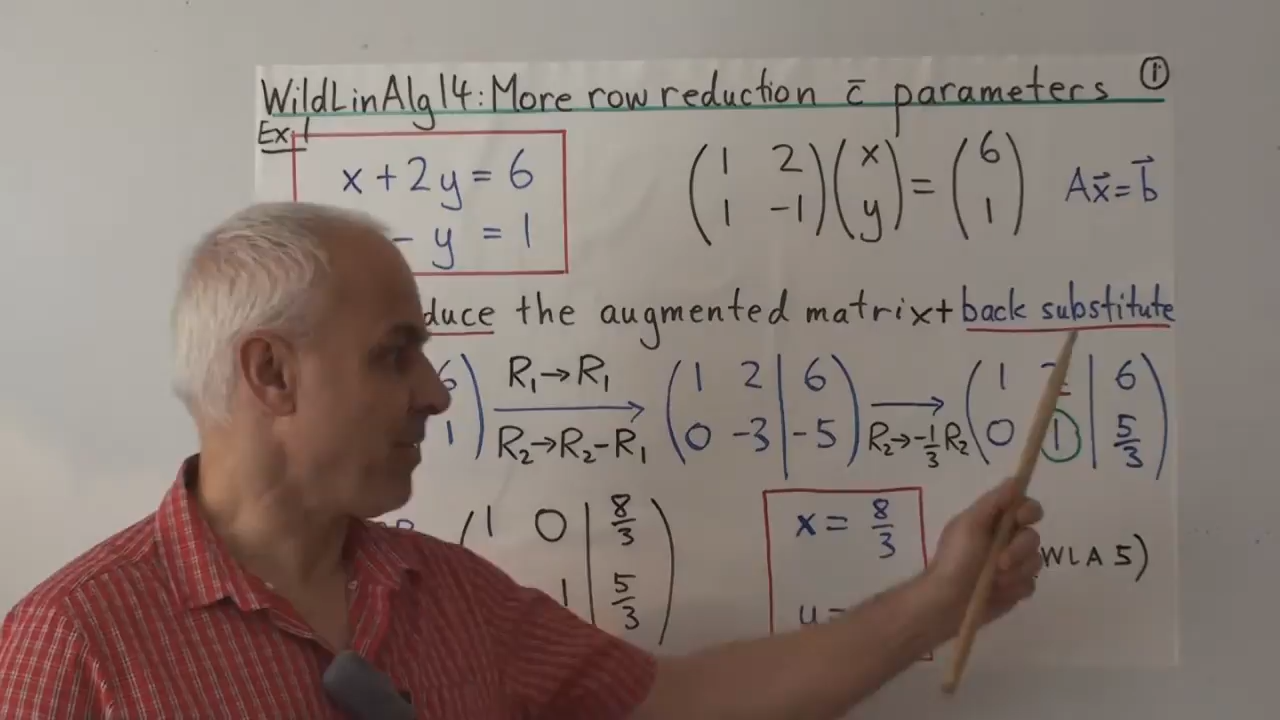 WildLinAlg14: More row reduction c̄ parameters ①
Ex 1
x + 2y = 6
- y = 1
(1 2; 1 -1)(x; y) = (6; 1) Ax⃗ = b⃗
duce the augmented matrix + back substitute
6 R₁→R₁ (1 2 | 6) → (1 | 6)
1) R₂→R₂-R₁ (0 -3 | -5) R₂→-1/3 R₂ (0 1 | 5/3)
(1 0 | 8/3) x = 8/3
1 | 5/3) y = WLA 5)